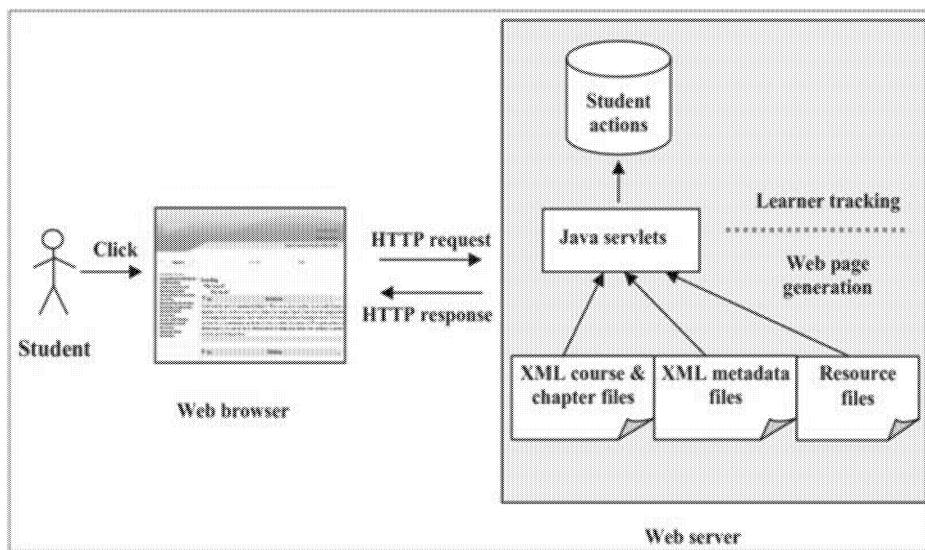 Student
actions
Learner tracking
Java servlets
Click
HTTP request
Web page
generation
HTTP response
Student
XML course &
chapter files
XML metadata
files
Resource
files
Web browser
Web server